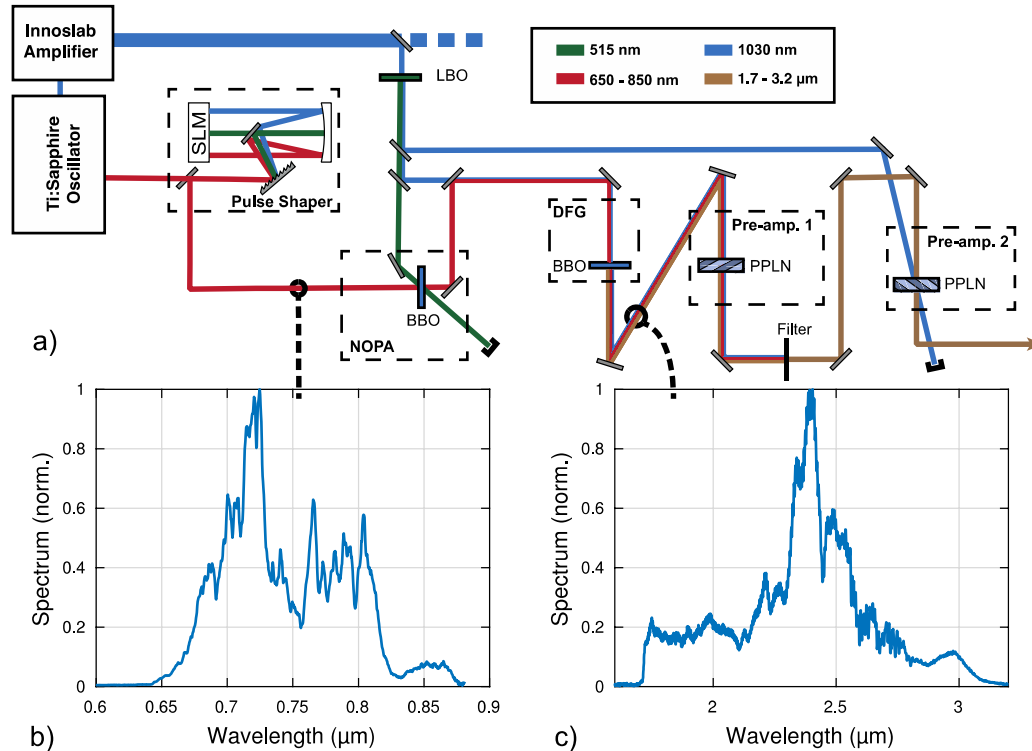 Innoslab
Amplifier
Ti:Sapphire
Oscillator
SLM
Pulse Shaper
LBO
515 nm
1030 nm
650 - 850 nm
1.7 - 3.2 µm
DFG
BBO
Pre-amp. 1
PPLN
Pre-amp. 2
PPLN
BBO
NOPA
Filter
a)
Spectrum (norm.)
1
0.8
0.6
0.4
0.2
0
0.6
0.65
0.7
0.75
0.8
0.85
0.9
Wavelength (µm)
b)
Spectrum (norm.)
1
0.8
0.6
0.4
0.2
0
2
2.5
3
Wavelength (µm)
c)